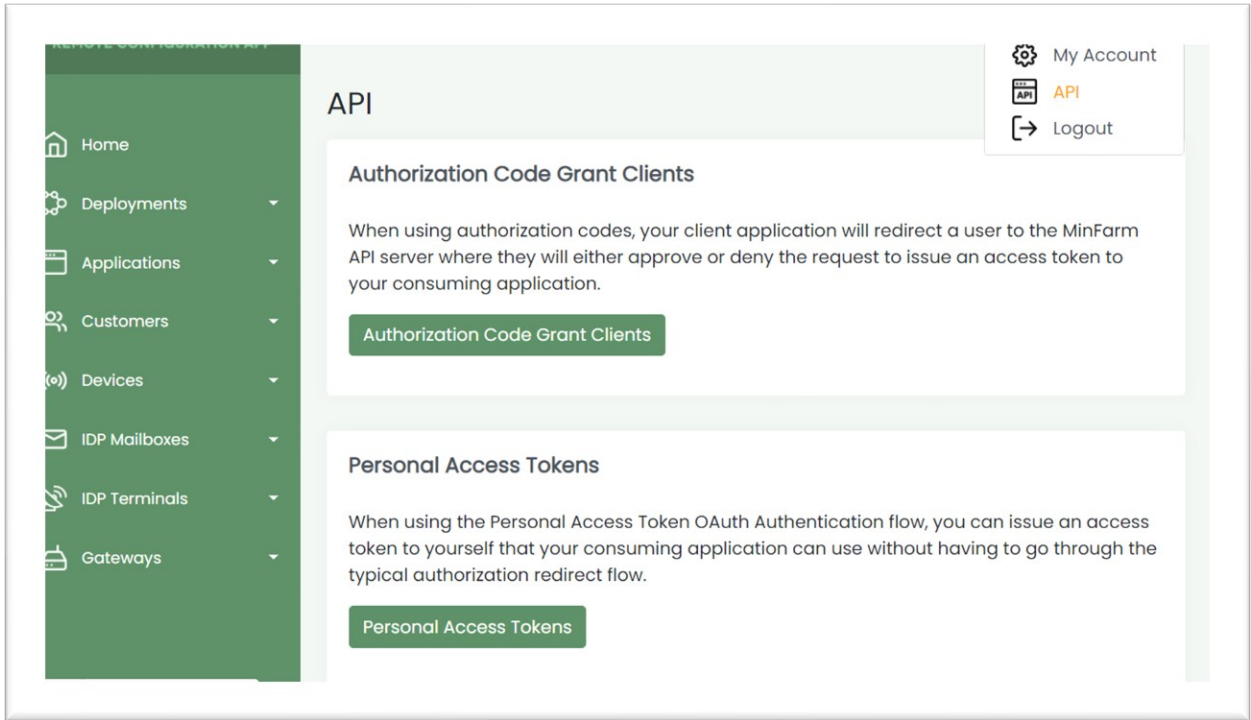 REMOTE CONFIGURATION APP
My Account
API
Logout
API
Home
Deployments
Applications
Customers
Devices
IDP Mailboxes
IDP Terminals
Gateways
Authorization Code Grant Clients
When using authorization codes, your client application will redirect a user to the MinFarm
API server where they will either approve or deny the request to issue an access token to
your consuming application.
Authorization Code Grant Clients
Personal Access Tokens
When using the Personal Access Token OAuth Authentication flow, you can issue an access
token to yourself that your consuming application can use without having to go through the
typical authorization redirect flow.
Personal Access Tokens